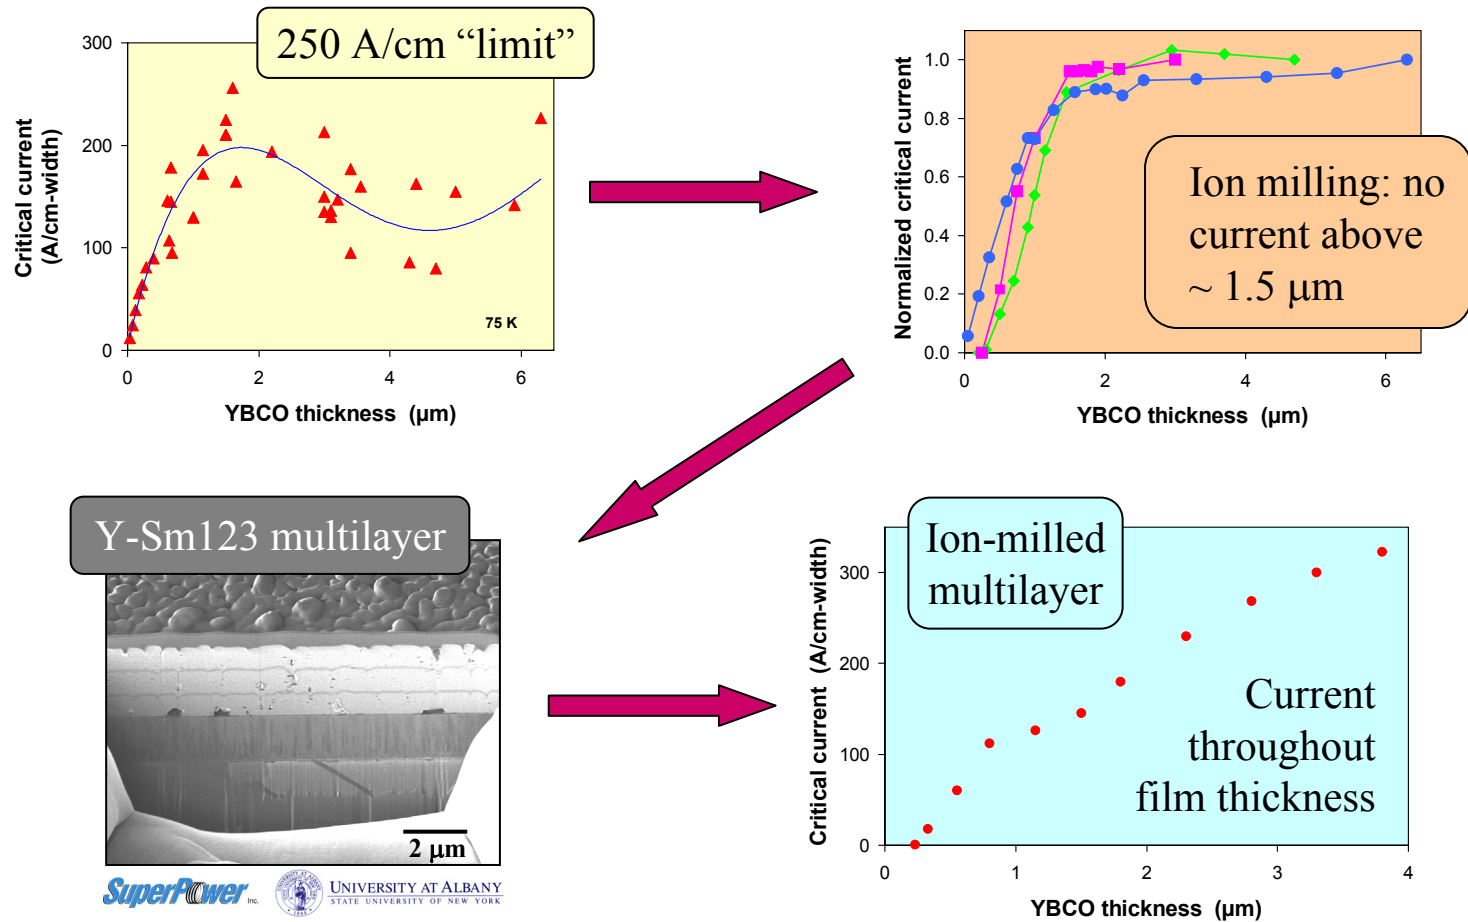 250 A/cm “limit”
300
200
100
0
0
2
4
6
Critical current
(A/cm-width)
75 K
YBCO thickness (µm)
1.0
0.8
0.6
0.4
0.2
0.0
0
2
4
6
Normalized critical current
Ion milling: no
current above
~ 1.5 µm
YBCO thickness (µm)
Y-Sm123 multilayer
2 µm
SuperPower Inc.
UNIVERSITY AT ALBANY
STATE UNIVERSITY OF NEW YORK
Ion-milled
multilayer
300
200
100
0
0
1
2
3
4
Critical current (A/cm-width)
Current
throughout
film thickness
YBCO thickness (µm)